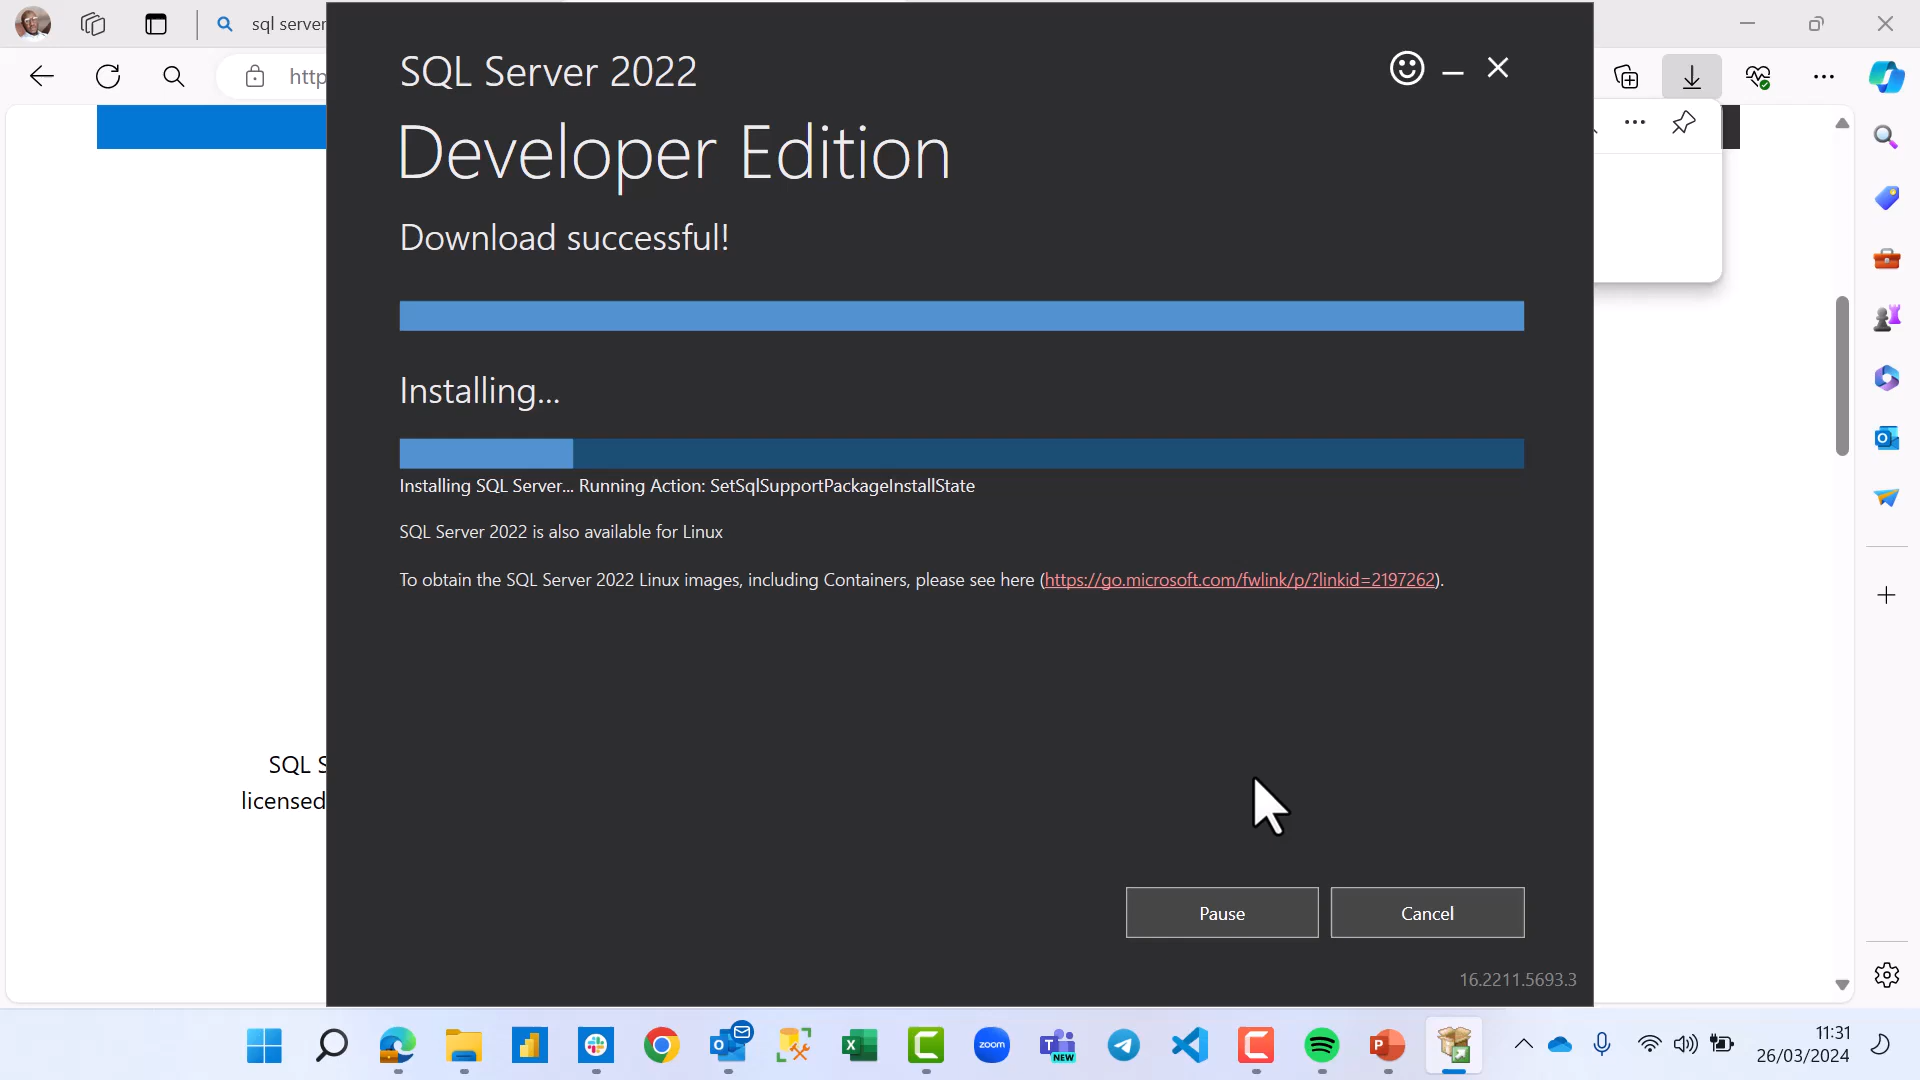 sql server
http
SQL Server 2022
Developer Edition
Download successful!
Installing...
Installing SQL Server... Running Action: SetSqlSupportPackageInstallState
SQL Server 2022 is also available for Linux
To obtain the SQL Server 2022 Linux images, including Containers, please see here (https://go.microsoft.com/fwlink/p/?linkid=2197262).
SQL S
licensed
Pause
Cancel
16.2211.5693.3
zoom
NEW
11:31
26/03/2024